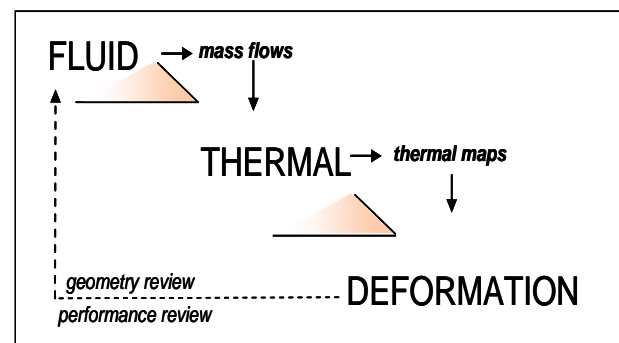 FLUID
mass flows
THERMAL
thermal maps
DEFORMATION
geometry review
performance review